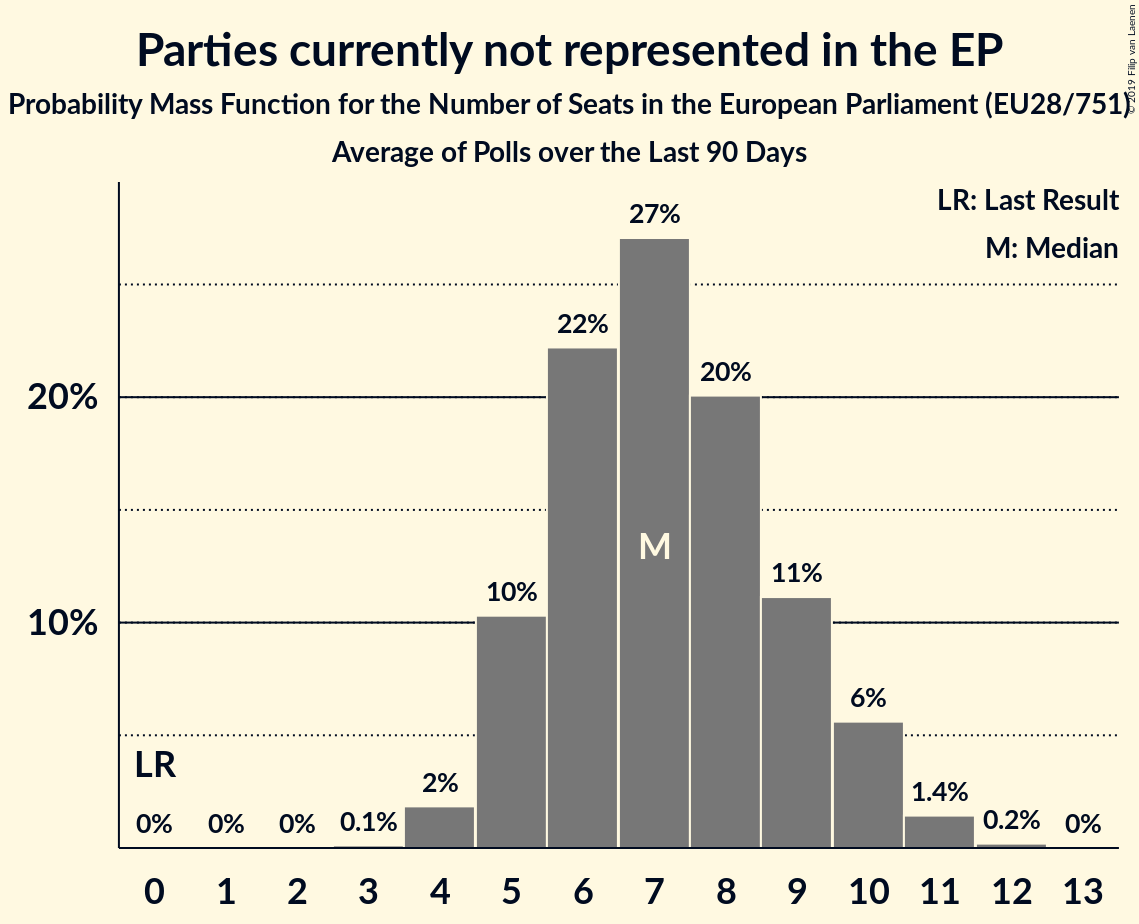 Parties currently not represented in the EP
Probability Mass Function for the Number of Seats in the European Parliament (EU28/751)
Average of Polls over the Last 90 Days
© 2019 Filip van Laenen
LR: Last Result
M: Median
27%
22%
20%
20%
M
11%
10%
10%
6%
LR
2%
1.4%
0% 0% 0% 0.1% 0.2% 0%
0 1 2 3 4 5 6 7 8 9 10 11 12 13